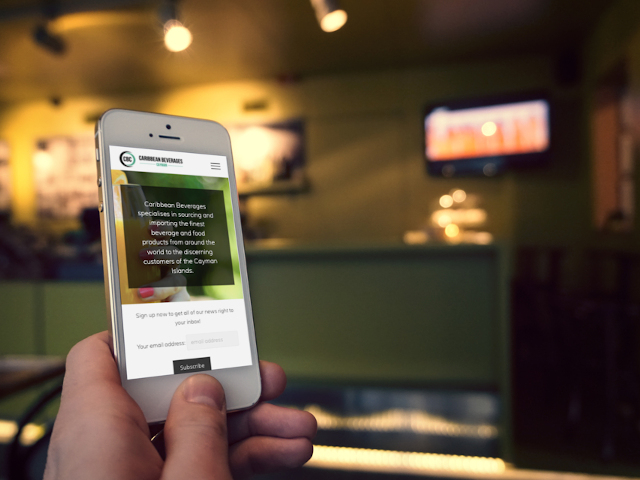 CBC
CARIBBEAN BEVERAGES
CAYMAN
Caribbean Beverages
specialises in sourcing and
importing the finest
beverage and food
products from around the
world to the discerning
customers of the Cayman
Islands.
Sign up now to get all of our news right to
your inbox!
Your email address: email address
Subscribe